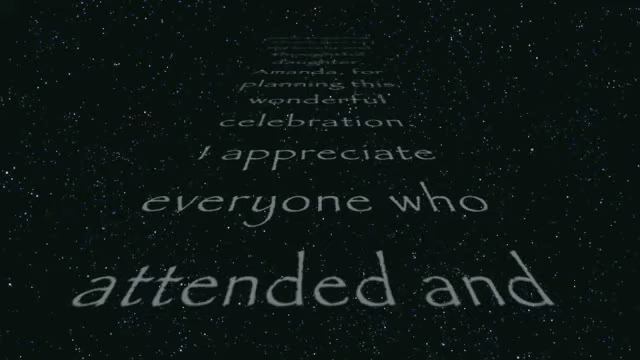 daughter
Amanda, for
planning this
wonderful
celebration.
I appreciate
everyone who
attended and